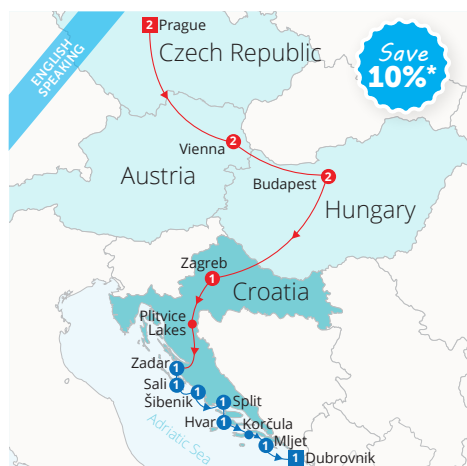 ENGLISH
SPEAKING
2 Prague
Czech Republic
Save
10%*
2
Vienna
Austria
Budapest 2
Hungary
Zagreb
1
Croatia
Plitvice
Lakes
Zadar 1
Sali 1
Šibenik 1
1 Split
Hvar 1
Korčula
1 Mljet
1 Dubrovnik
Adriatic Sea